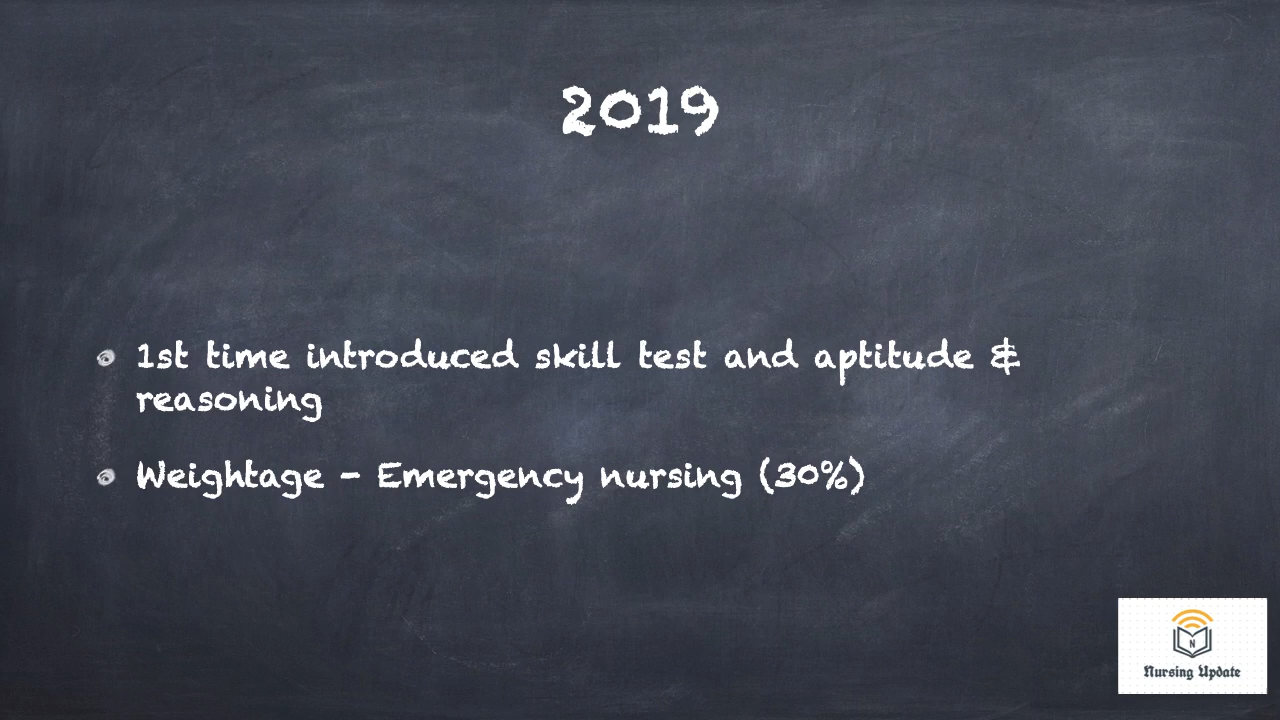 2019
1st time introduced skill test and aptitude &
reasoning
Weightage - Emergency nursing (30%)
N
Nursing Update